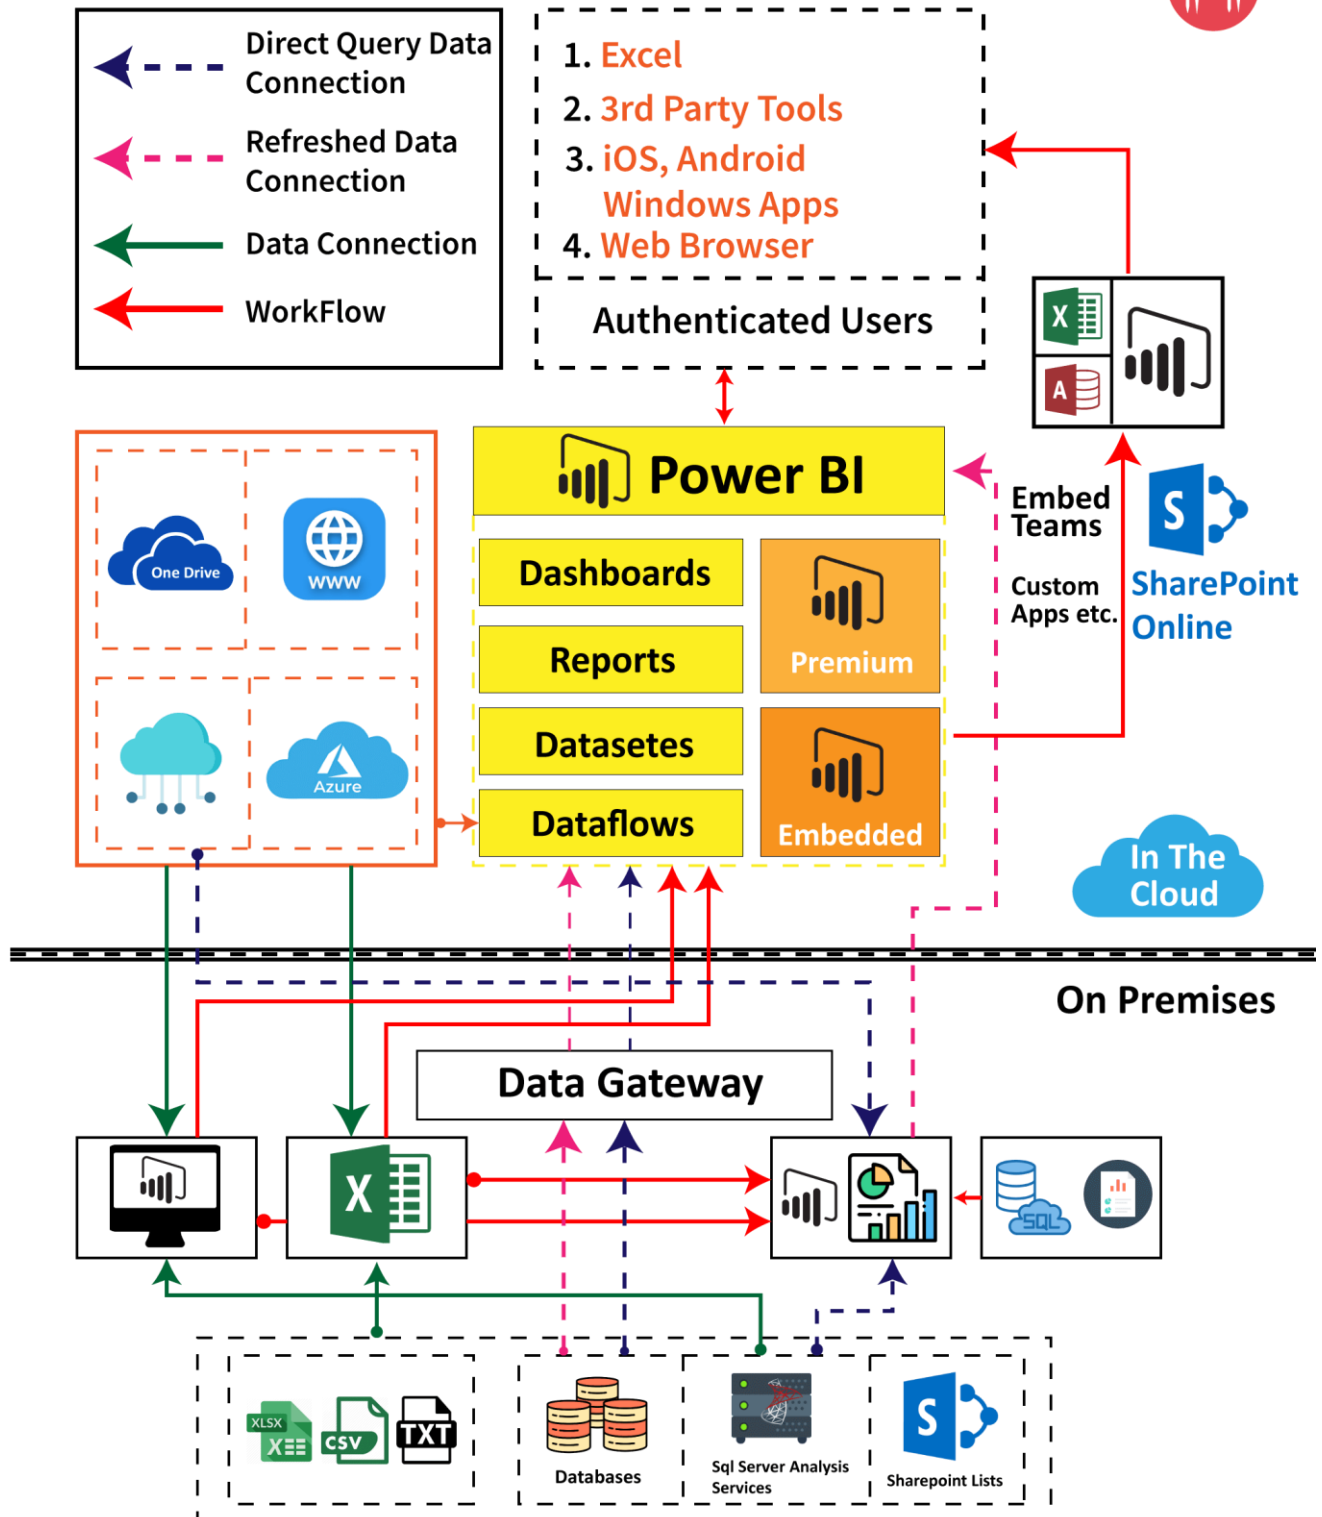 Direct Query Data
Connection
Refreshed Data
Connection
Data Connection
WorkFlow
1. Excel
2. 3rd Party Tools
3. iOS, Android
Windows Apps
4. Web Browser
Authenticated Users
X
A
One Drive
WWW
Azure
Power BI
Dashboards
Reports
Datasetes
Dataflows
Premium
Embedded
Embed
Teams
Custom
Apps etc.
S
SharePoint
Online
In The
Cloud
On Premises
Data Gateway
X
SQL
XLSX
X
CSV
TXT
Databases
Sql Server Analysis
Services
S
Sharepoint Lists